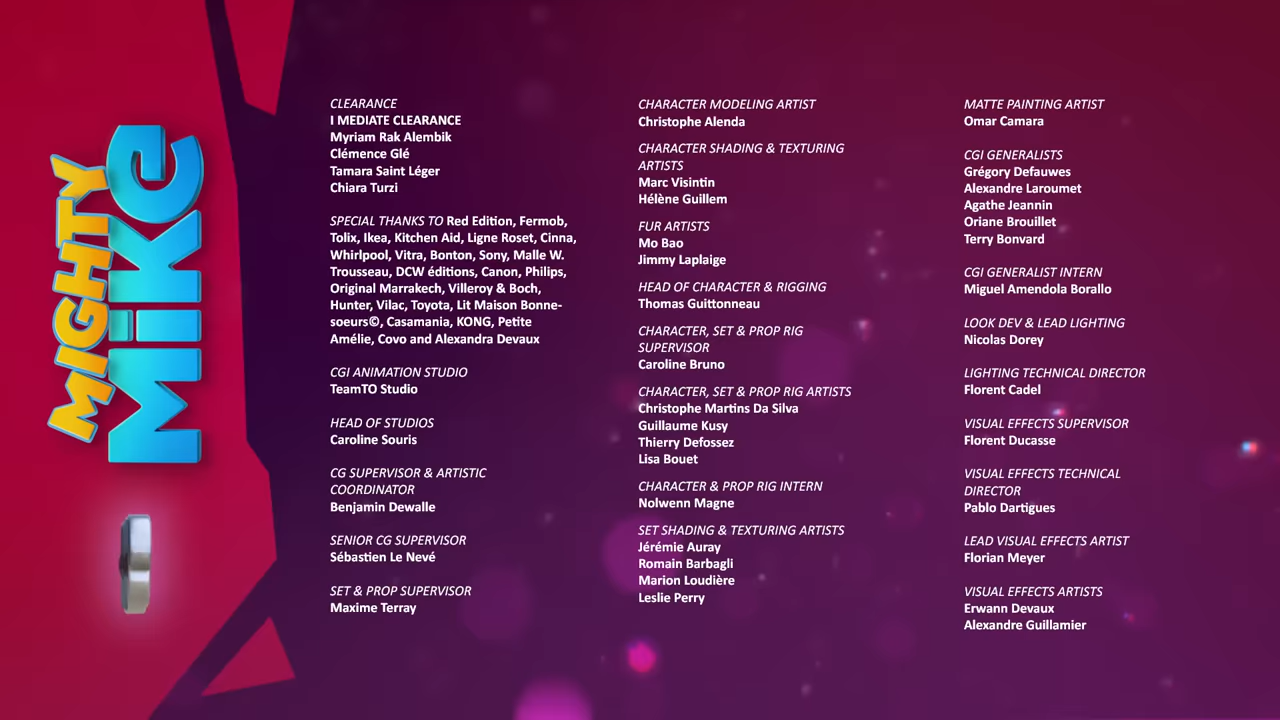 MIGHTY
MiKe
CLEARANCE
I MEDIATE CLEARANCE
Myriam Rak Alembik
Clémence Glé
Tamara Saint Léger
Chiara Turzi
SPECIAL THANKS TO Red Edition, Fermob,
Tolix, Ikea, Kitchen Aid, Ligne Roset, Cinna,
Whirlpool, Vitra, Bonton, Sony, Malle W.
Trousseau, DCW éditions, Canon, Philips,
Original Marrakech, Villeroy & Boch,
Hunter, Vilac, Toyota, Lit Maison Bonne-
soeurs©, Casamania, KONG, Petite
Amélie, Covo and Alexandra Devaux
CGI ANIMATION STUDIO
TeamTO Studio
HEAD OF STUDIOS
Caroline Souris
CG SUPERVISOR & ARTISTIC
COORDINATOR
Benjamin Dewalle
SENIOR CG SUPERVISOR
Sébastien Le Nevé
SET & PROP SUPERVISOR
Maxime Terray
CHARACTER MODELING ARTIST
Christophe Alenda
CHARACTER SHADING & TEXTURING
ARTISTS
Marc Visintin
Hélène Guillem
FUR ARTISTS
Mo Bao
Jimmy Laplaige
HEAD OF CHARACTER & RIGGING
Thomas Guittonneau
CHARACTER, SET & PROP RIG
SUPERVISOR
Caroline Bruno
CHARACTER, SET & PROP RIG ARTISTS
Christophe Martins Da Silva
Guillaume Kusy
Thierry Defossez
Lisa Bouet
CHARACTER & PROP RIG INTERN
Nolwenn Magne
SET SHADING & TEXTURING ARTISTS
Jérémie Auray
Romain Barbagli
Marion Loudière
Leslie Perry
MATTE PAINTING ARTIST
Omar Camara
CGI GENERALISTS
Grégory Defauwes
Alexandre Laroumet
Agathe Jeannin
Oriane Brouillet
Terry Bonvard
CGI GENERALIST INTERN
Miguel Amendola Borallo
LOOK DEV & LEAD LIGHTING
Nicolas Dorey
LIGHTING TECHNICAL DIRECTOR
Florent Cadel
VISUAL EFFECTS SUPERVISOR
Florent Ducasse
VISUAL EFFECTS TECHNICAL
DIRECTOR
Pablo Dartigues
LEAD VISUAL EFFECTS ARTIST
Florian Meyer
VISUAL EFFECTS ARTISTS
Erwann Devaux
Alexandre Guillamier